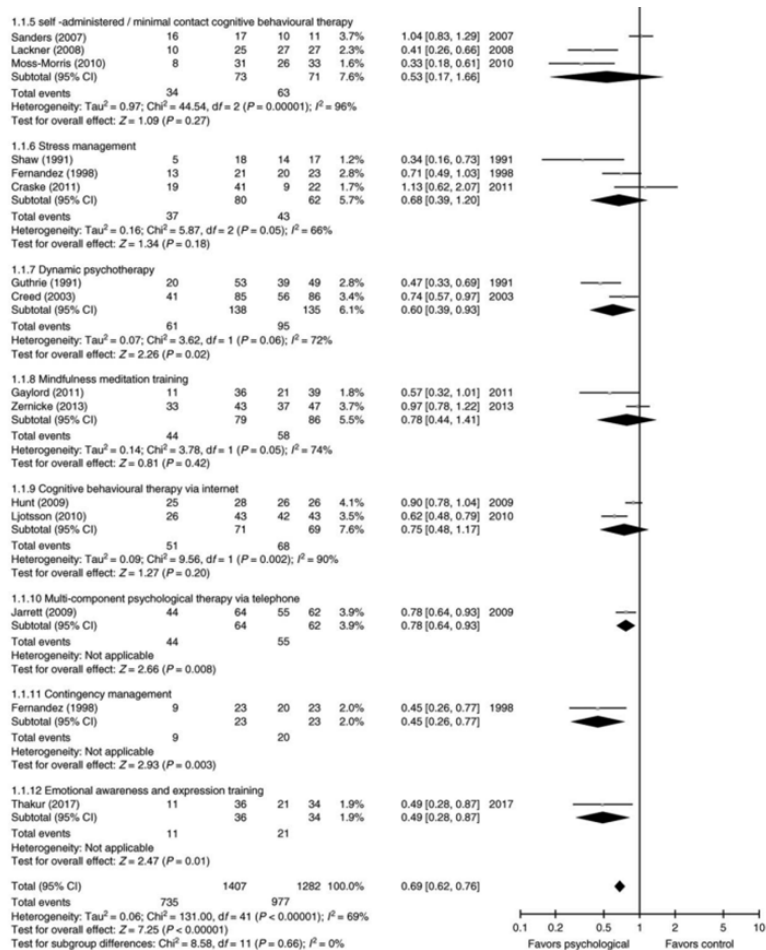 1.1.5 self -administered / minimal contact cognitive behavioural therapy
Sanders (2007) 16 17 10 11 3.7% 1.04 [0.83, 1.29] 2007
Lackner (2008) 10 25 27 27 2.3% 0.41 [0.26, 0.66] 2008
Moss-Morris (2010) 8 31 26 33 1.6% 0.33 [0.18, 0.61] 2010
Subtotal (95% CI) 73 71 7.6% 0.53 [0.17, 1.66]
Total events 34 63
Heterogeneity: Tau² = 0.97; Chi² = 44.54, df = 2 (P = 0.00001); I² = 96%
Test for overall effect: Z = 1.09 (P = 0.27)
1.1.6 Stress management
Shaw (1991) 5 18 14 17 1.2% 0.34 [0.16, 0.73] 1991
Fernandez (1998) 13 21 20 23 2.8% 0.71 [0.49, 1.03] 1998
Craske (2011) 19 41 9 22 1.7% 1.13 [0.62, 2.07] 2011
Subtotal (95% CI) 80 62 5.7% 0.68 [0.39, 1.20]
Total events 37 43
Heterogeneity: Tau² = 0.16; Chi² = 5.87, df = 2 (P = 0.05); I² = 66%
Test for overall effect: Z = 1.34 (P = 0.18)
1.1.7 Dynamic psychotherapy
Guthrie (1991) 20 53 39 49 2.8% 0.47 [0.33, 0.69] 1991
Creed (2003) 41 85 56 86 3.4% 0.74 [0.57, 0.97] 2003
Subtotal (95% CI) 138 135 6.1% 0.60 [0.39, 0.93]
Total events 61 95
Heterogeneity: Tau² = 0.07; Chi² = 3.62, df = 1 (P = 0.06); I² = 72%
Test for overall effect: Z = 2.26 (P = 0.02)
1.1.8 Mindfulness meditation training
Gaylord (2011) 11 36 21 39 1.8% 0.57 [0.32, 1.01] 2011
Zernicke (2013) 33 43 37 47 3.7% 0.97 [0.78, 1.22] 2013
Subtotal (95% CI) 79 86 5.5% 0.78 [0.44, 1.41]
Total events 44 58
Heterogeneity: Tau² = 0.14; Chi² = 3.78, df = 1 (P = 0.05); I² = 74%
Test for overall effect: Z = 0.81 (P = 0.42)
1.1.9 Cognitive behavioural therapy via internet
Hunt (2009) 25 28 26 26 4.1% 0.90 [0.78, 1.04] 2009
Ljotsson (2010) 26 43 42 43 3.5% 0.62 [0.48, 0.79] 2010
Subtotal (95% CI) 71 69 7.6% 0.75 [0.48, 1.17]
Total events 51 68
Heterogeneity: Tau² = 0.09; Chi² = 9.56, df = 1 (P = 0.002); I² = 90%
Test for overall effect: Z = 1.27 (P = 0.20)
1.1.10 Multi-component psychological therapy via telephone
Jarrett (2009) 44 64 55 62 3.9% 0.78 [0.64, 0.93] 2009
Subtotal (95% CI) 64 62 3.9% 0.78 [0.64, 0.93]
Total events 44 55
Heterogeneity: Not applicable
Test for overall effect: Z = 2.66 (P = 0.008)
1.1.11 Contingency management
Fernandez (1998) 9 23 20 23 2.0% 0.45 [0.26, 0.77] 1998
Subtotal (95% CI) 23 23 2.0% 0.45 [0.26, 0.77]
Total events 9 20
Heterogeneity: Not applicable
Test for overall effect: Z = 2.93 (P = 0.003)
1.1.12 Emotional awareness and expression training
Thakur (2017) 11 36 21 34 1.9% 0.49 [0.28, 0.87] 2017
Subtotal (95% CI) 36 34 1.9% 0.49 [0.28, 0.87]
Total events 11 21
Heterogeneity: Not applicable
Test for overall effect: Z = 2.47 (P = 0.01)
Total (95% CI) 1407 1282 100.0% 0.69 [0.62, 0.76]
Total events 735 977
Heterogeneity: Tau² = 0.06; Chi² = 131.00, df = 41 (P < 0.00001); I² = 69%
Test for overall effect: Z = 7.25 (P < 0.00001)
Test for subgroup differences: Chi² = 8.58, df = 11 (P = 0.66); I² = 0%
0.1 0.2 0.5 1 2 5 10
Favors psychological Favors control